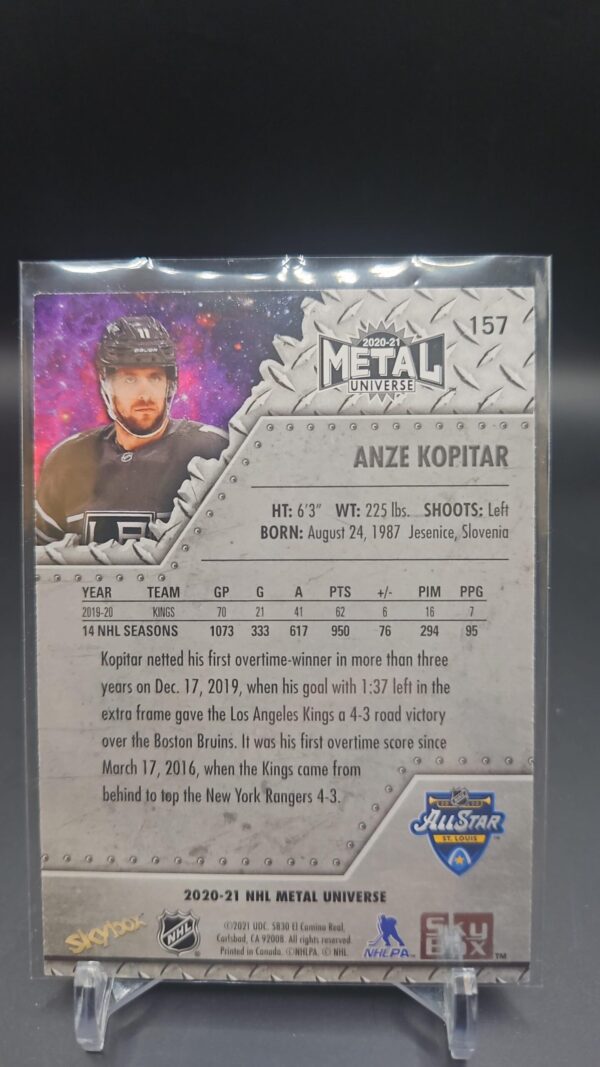 157
2020-21
METAL
UNIVERSE
11
BAUER
LA
ANZE KOPITAR
HT: 6'3" WT: 225 lbs. SHOOTS: Left
BORN: August 24, 1987 Jesenice, Slovenia
YEAR TEAM GP G A PTS +/- PIM PPG
2019-20 KINGS 70 21 41 62 6 16 7
14 NHL SEASONS 1073 333 617 950 76 294 95
Kopitar netted his first overtime-winner in more than three
years on Dec. 17, 2019, when his goal with 1:37 left in the
extra frame gave the Los Angeles Kings a 4-3 road victory
over the Boston Bruins. It was his first overtime score since
March 17, 2016, when the Kings came from
behind to top the New York Rangers 4-3.
ALL STAR
ST. LOUIS
2020-21 NHL METAL UNIVERSE
skybox
NHL
©2021 UDC. 5830 El Camino Real,
Carlsbad, CA 92008. All rights reserved
Printed in Canada. ©NHLPA. © NHL.
NHLPA™
SKY
BOX™